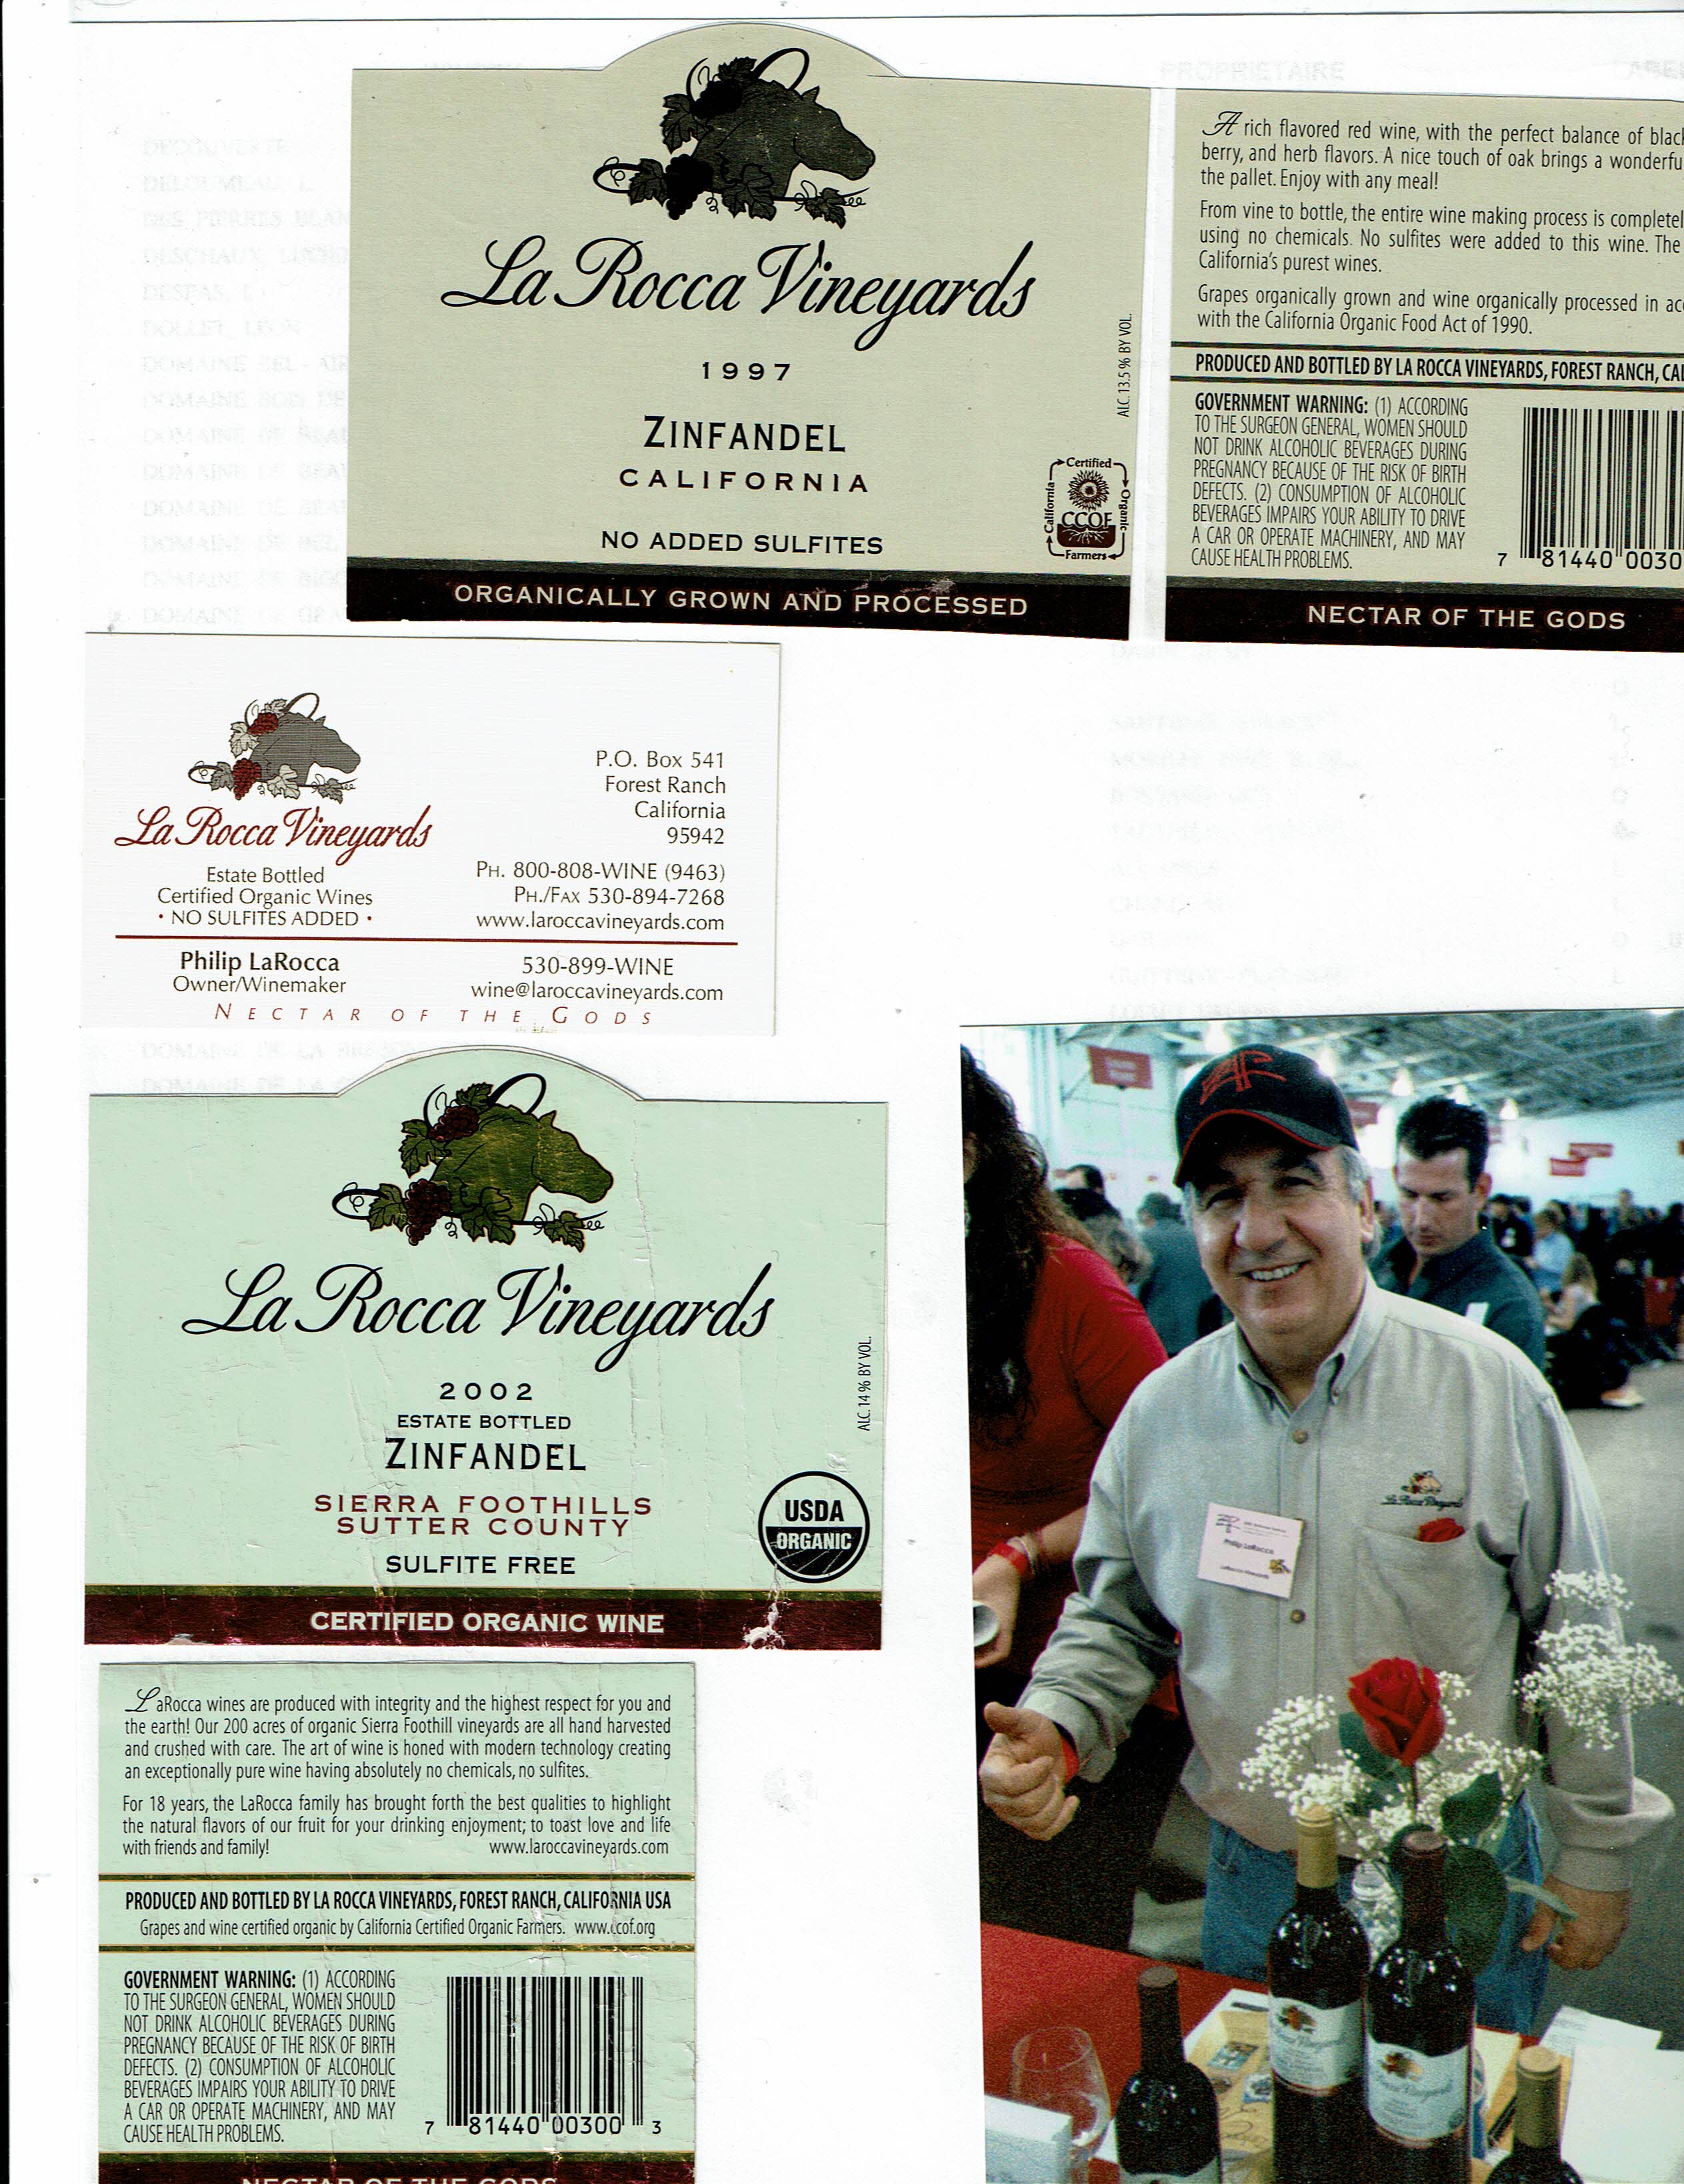 PROPRIETAIRE
La Rocca Vineyards
1997
ZINFANDEL
CALIFORNIA
NO ADDED SULFITES
ALC. 13.5% BY VOL.
Certified
Organic
Farmers
California
CCOF
ORGANICALLY GROWN AND PROCESSED
A rich flavored red wine, with the perfect balance of
berry, and herb flavors. A nice touch of oak brings a
the pallet. Enjoy with any meal!
From vine to bottle, the entire wine making process is
using no chemicals. No sulfites were added to this wine. The
California's purest wines.
Grapes organically grown and wine organically processed in
with the California Organic Food Act of 1990.
PRODUCED AND BOTTLED BY LA ROCCA VINEYARDS, FOREST RANCH,
GOVERNMENT WARNING: (1) ACCORDING
TO THE SURGEON GENERAL, WOMEN SHOULD
NOT DRINK ALCOHOLIC BEVERAGES DURING
PREGNANCY BECAUSE OF THE RISK OF BIRTH
DEFECTS. (2) CONSUMPTION OF ALCOHOLIC
BEVERAGES IMPAIRS YOUR ABILITY TO DRIVE
A CAR OR OPERATE MACHINERY, AND MAY
CAUSE HEALTH PROBLEMS.
7 81440 0030
NECTAR OF THE GODS
La Rocca Vineyards
Estate Bottled
Certified Organic Wines
• NO SULFITES ADDED •
P.O. Box 541
Forest Ranch
California
95942
PH. 800-808-WINE (9463)
PH./FAX 530-894-7268
www.laroccavineyards.com
Philip LaRocca
Owner/Winemaker
530-899-WINE
wine@laroccavineyards.com
NECTAR OF THE GODS
La Rocca Vineyards
2002
ESTATE BOTTLED
ZINFANDEL
SIERRA FOOTHILLS
SUTTER COUNTY
SULFITE FREE
ALC. 14% BY VOL.
USDA
ORGANIC
CERTIFIED ORGANIC WINE
LaRocca wines are produced with integrity and the highest respect for you and
the earth! Our 200 acres of organic Sierra Foothill vineyards are all hand harvested
and crushed with care. The art of wine is honed with modern technology creating
an exceptionally pure wine having absolutely no chemicals, no sulfites.
For 18 years, the LaRocca family has brought forth the best qualities to highlight
the natural flavors of our fruit for your drinking enjoyment; to toast love and life
with friends and family! www.laroccavineyards.com
PRODUCED AND BOTTLED BY LA ROCCA VINEYARDS, FOREST RANCH, CALIFORNIA USA
Grapes and wine certified organic by California Certified Organic Farmers. www.ccof.org
GOVERNMENT WARNING: (1) ACCORDING
TO THE SURGEON GENERAL, WOMEN SHOULD
NOT DRINK ALCOHOLIC BEVERAGES DURING
PREGNANCY BECAUSE OF THE RISK OF BIRTH
DEFECTS. (2) CONSUMPTION OF ALCOHOLIC
BEVERAGES IMPAIRS YOUR ABILITY TO DRIVE
A CAR OR OPERATE MACHINERY, AND MAY
CAUSE HEALTH PROBLEMS.
7 81440 00300 3
NECTAR OF THE GODS
La Rocca Vineyards
Philip LaRocca
LaRocca Vineyards